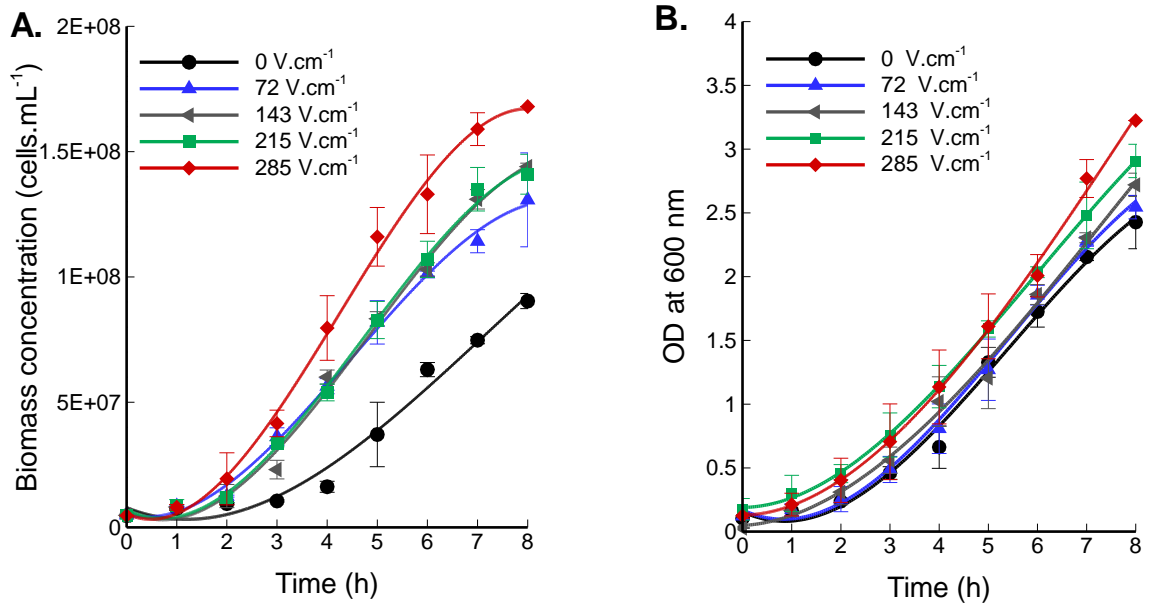 A.
2E+08
1.5E+08
1E+08
5E+07
0
0 1 2 3 4 5 6 7 8
Biomass concentration (cells.mL⁻¹)
Time (h)
0 V.cm⁻¹
72 V.cm⁻¹
143 V.cm⁻¹
215 V.cm⁻¹
285 V.cm⁻¹
B.
4
3.5
3
2.5
2
1.5
1
0.5
0
0 1 2 3 4 5 6 7 8
OD at 600 nm
Time (h)
0 V.cm⁻¹
72 V.cm⁻¹
143 V.cm⁻¹
215 V.cm⁻¹
285 V.cm⁻¹